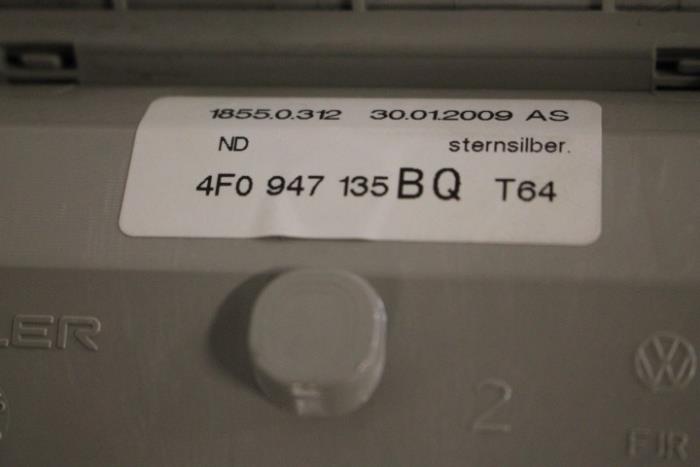 1855.0.312 30.01.2009 AS
ND sternsilber.
4F0 947 135 BQ T64
LER
2